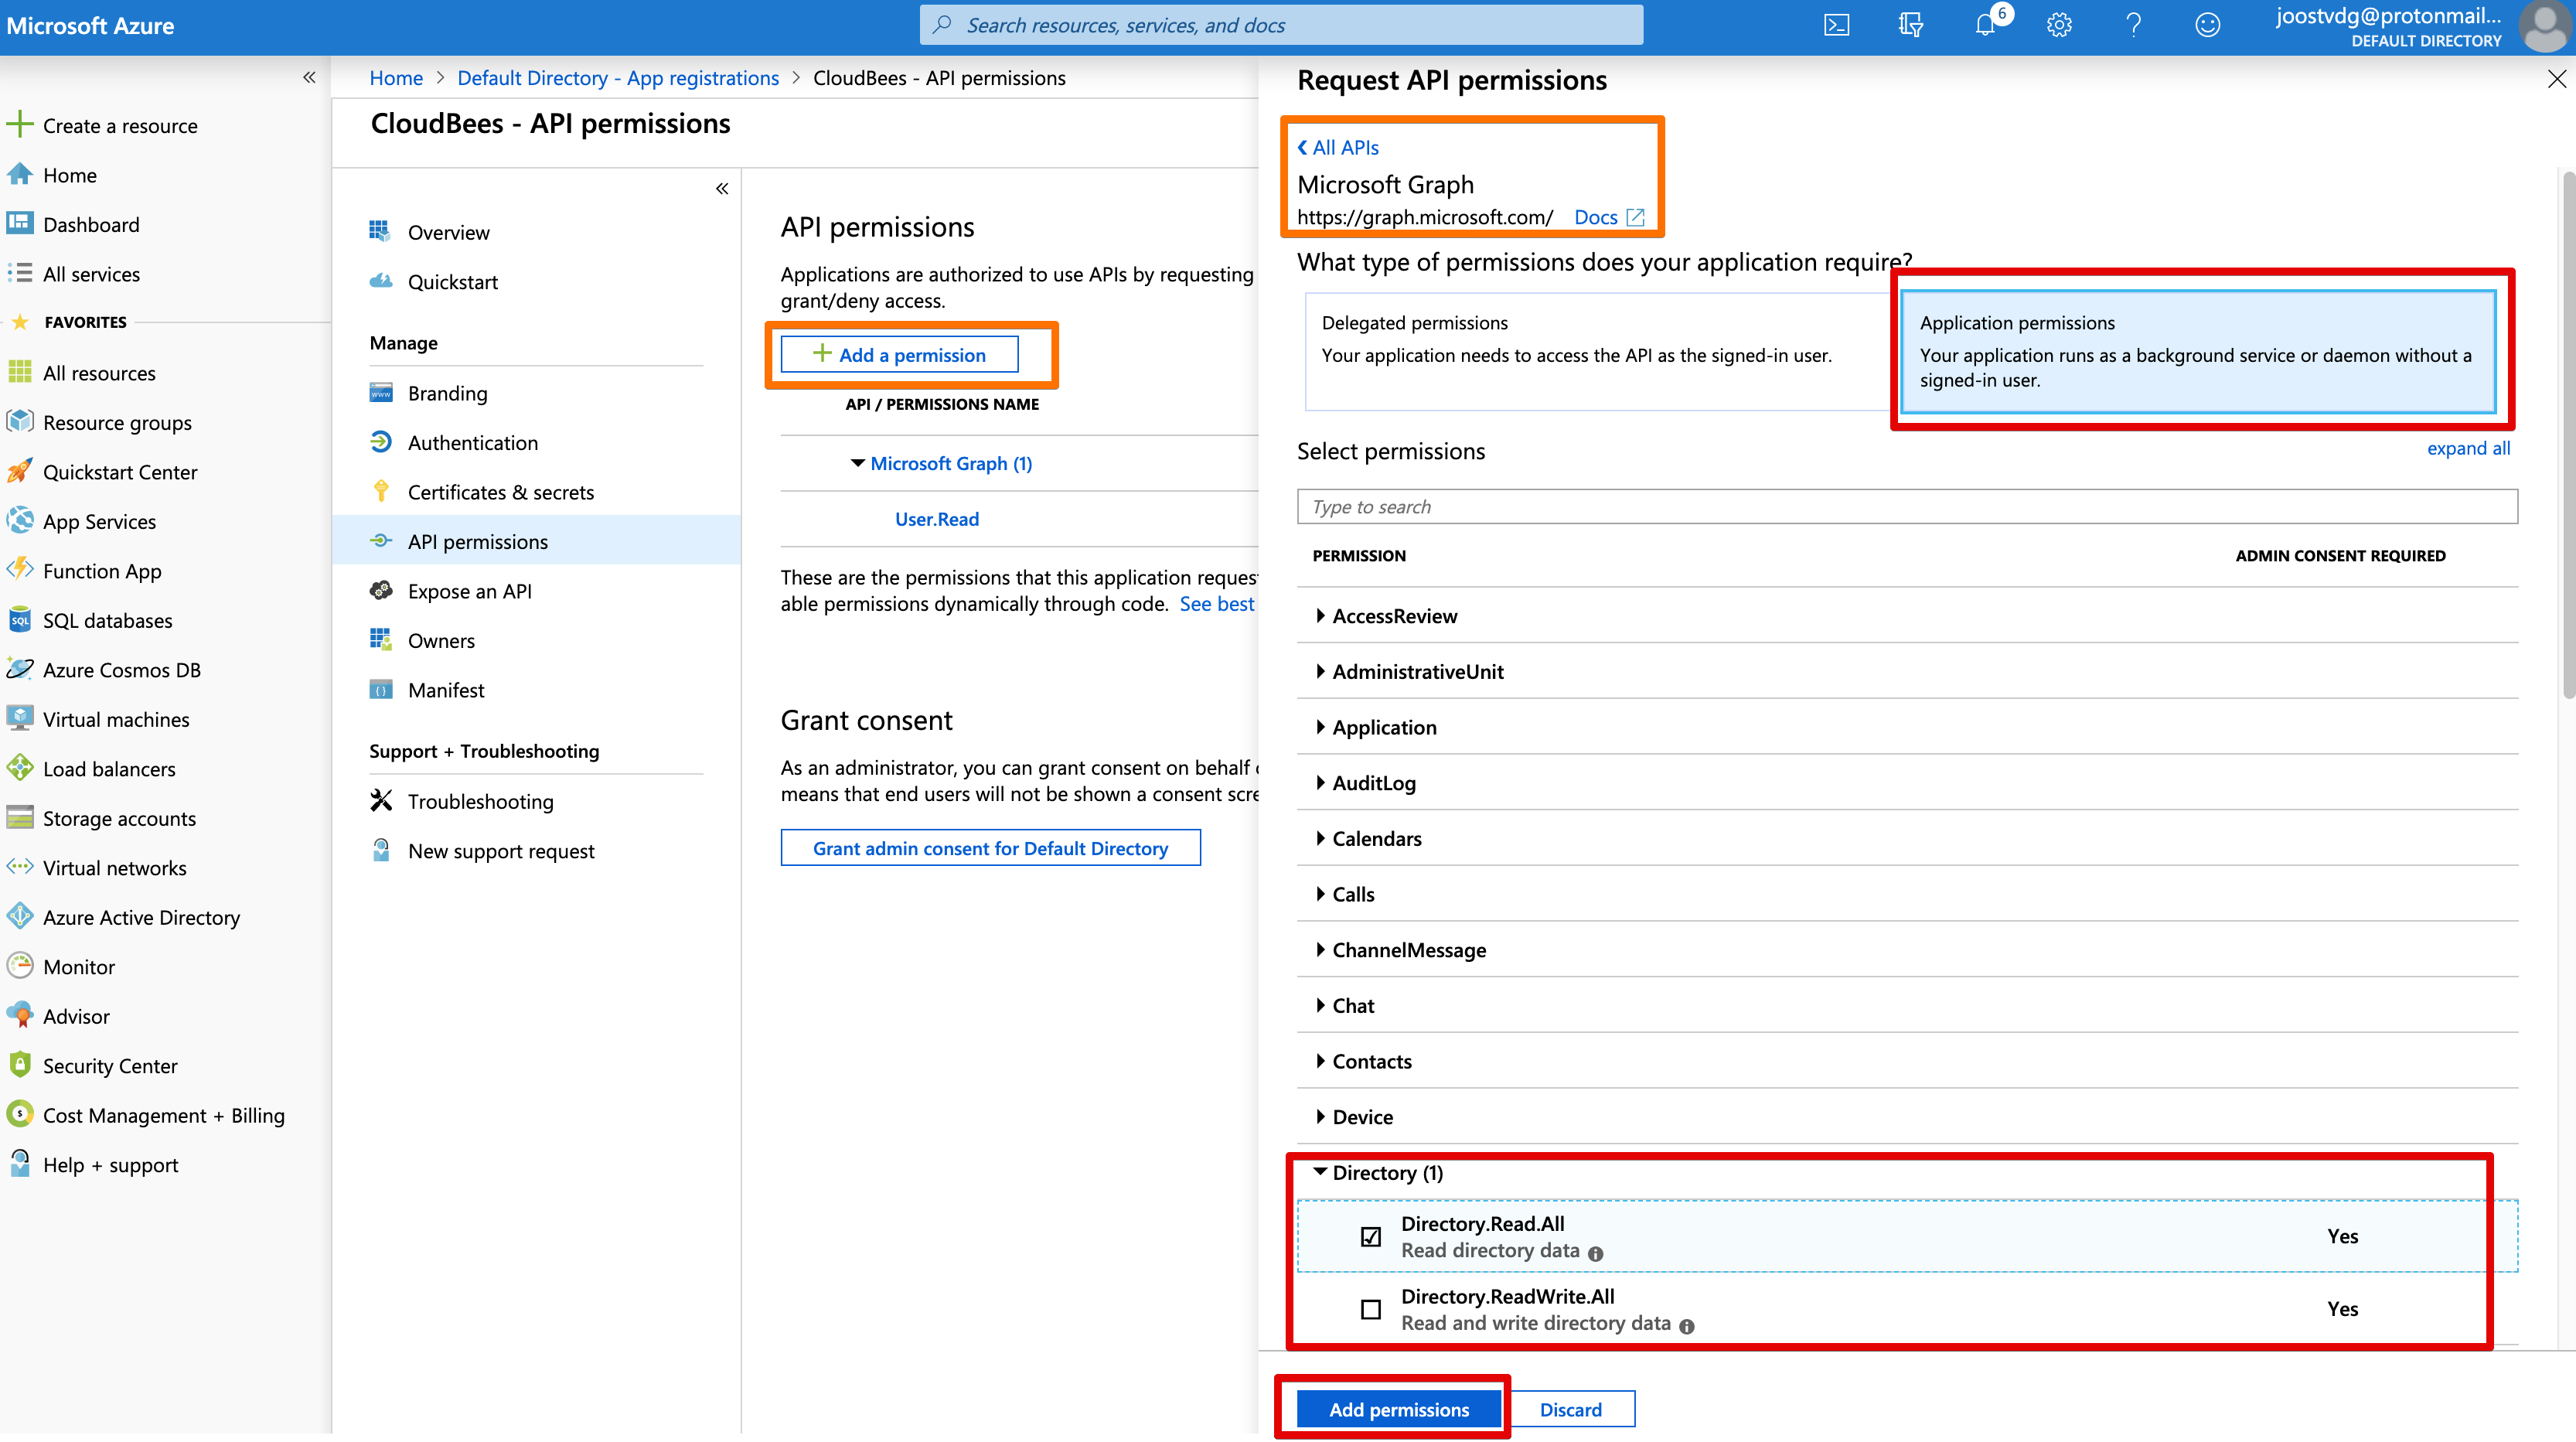 Microsoft Azure
Search resources, services, and docs
6
joostvdg@protonmail...
DEFAULT DIRECTORY
«
Create a resource
Home
Dashboard
All services
FAVORITES
All resources
Resource groups
Quickstart Center
App Services
Function App
SQL
SQL databases
Azure Cosmos DB
Virtual machines
Load balancers
Storage accounts
Virtual networks
Azure Active Directory
Monitor
Advisor
Security Center
Cost Management + Billing
Help + support
Home > Default Directory - App registrations > CloudBees - API permissions
CloudBees - API permissions
«
Overview
Quickstart
Manage
www
Branding
Authentication
Certificates & secrets
API permissions
Expose an API
Owners
Manifest
Support + Troubleshooting
Troubleshooting
New support request
API permissions
Applications are authorized to use APIs by requesting
grant/deny access.
Add a permission
API / PERMISSIONS NAME
Microsoft Graph (1)
User.Read
These are the permissions that this application reques
able permissions dynamically through code. See best
Grant consent
As an administrator, you can grant consent on behalf
means that end users will not be shown a consent scre
Grant admin consent for Default Directory
Request API permissions
All APIs
Microsoft Graph
https://graph.microsoft.com/ Docs
What type of permissions does your application require?
Delegated permissions
Your application needs to access the API as the signed-in user.
Application permissions
Your application runs as a background service or daemon without a
signed-in user.
Select permissions
expand all
Type to search
PERMISSION
ADMIN CONSENT REQUIRED
AccessReview
AdministrativeUnit
Application
AuditLog
Calendars
Calls
ChannelMessage
Chat
Contacts
Device
Directory (1)
Directory.Read.All
Read directory data
Yes
Directory.ReadWrite.All
Read and write directory data
Yes
Add permissions
Discard